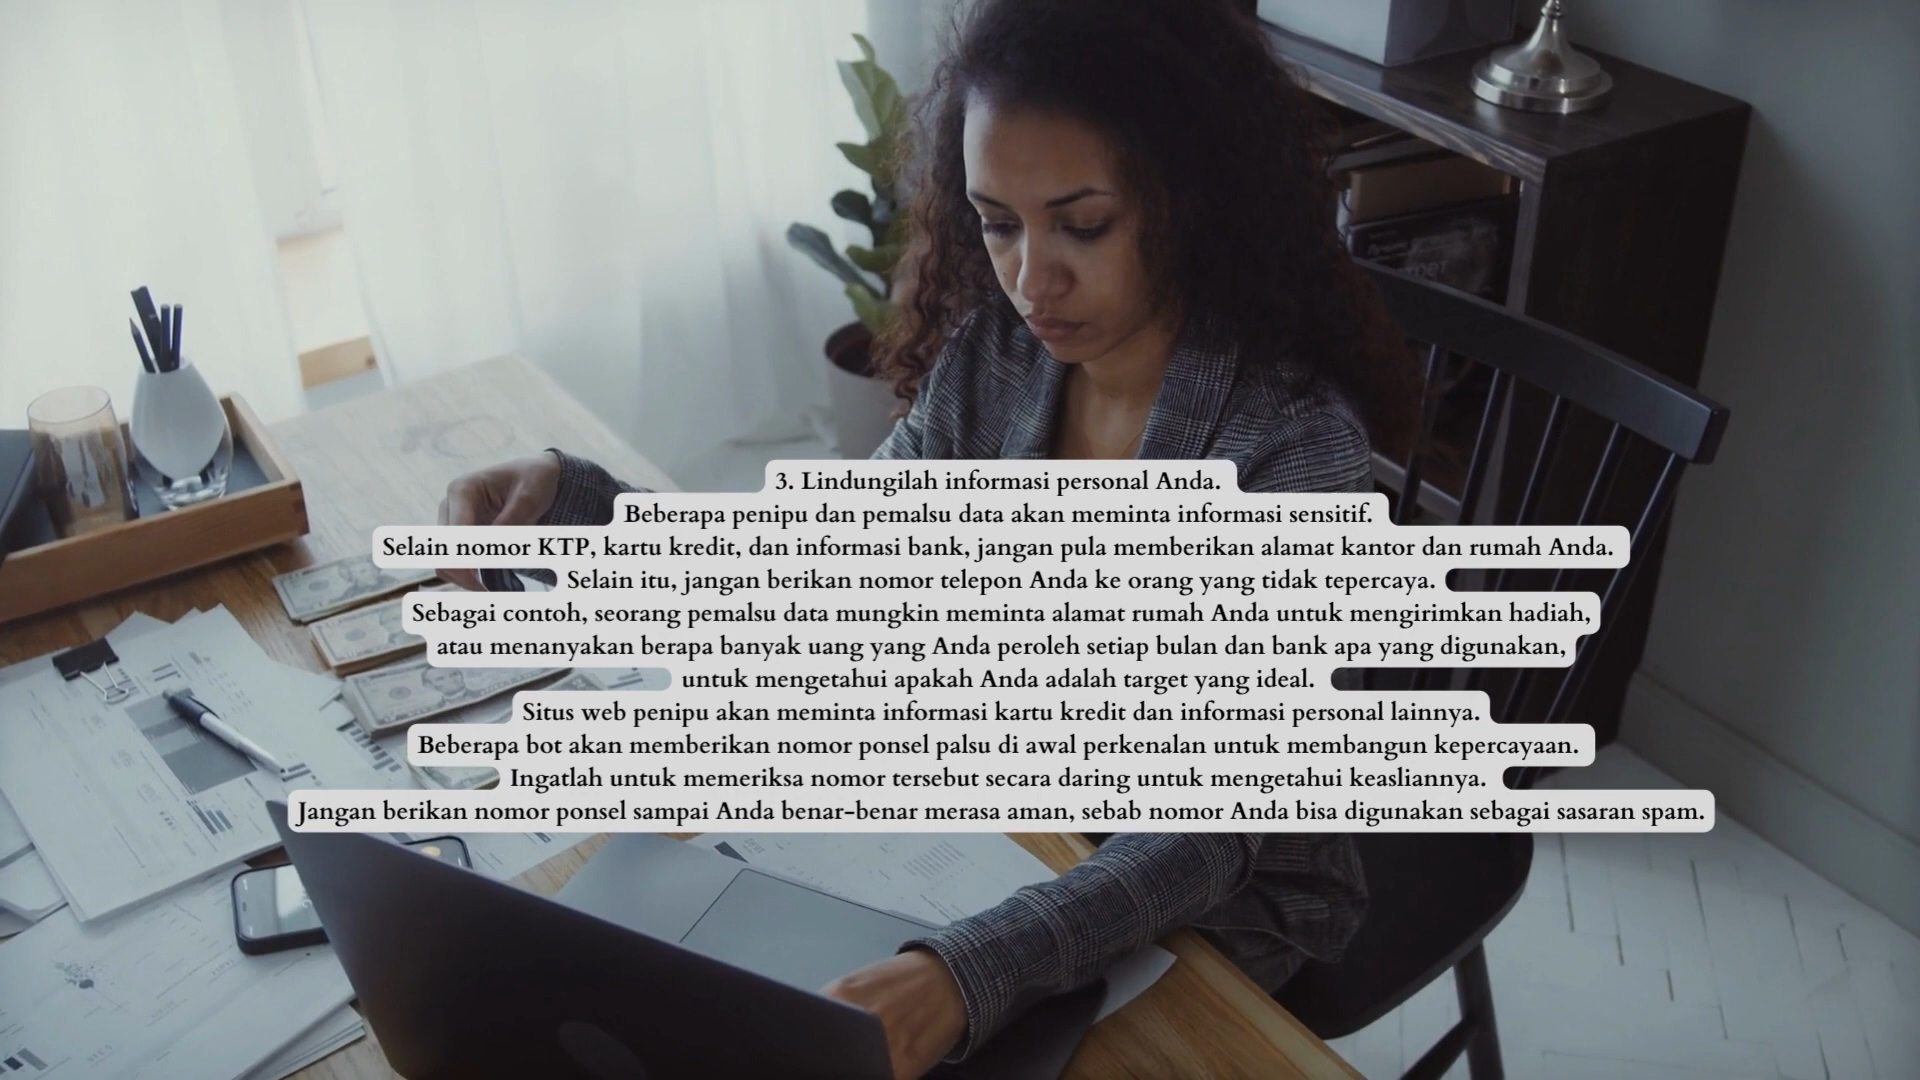 3. Lindungilah informasi personal Anda.
Beberapa penipu dan pemalsu data akan meminta informasi sensitif.
Selain nomor KTP, kartu kredit, dan informasi bank, jangan pula memberikan alamat kantor dan rumah Anda.
Selain itu, jangan berikan nomor telepon Anda ke orang yang tidak tepercaya.
Sebagai contoh, seorang pemalsu data mungkin meminta alamat rumah Anda untuk mengirimkan hadiah,
atau menanyakan berapa banyak uang yang Anda peroleh setiap bulan dan bank apa yang digunakan,
untuk mengetahui apakah Anda adalah target yang ideal.
Situs web penipu akan meminta informasi kartu kredit dan informasi personal lainnya.
Beberapa bot akan memberikan nomor ponsel palsu di awal perkenalan untuk membangun kepercayaan.
Ingatlah untuk memeriksa nomor tersebut secara daring untuk mengetahui keasliannya.
Jangan berikan nomor ponsel sampai Anda benar-benar merasa aman, sebab nomor Anda bisa digunakan sebagai sasaran spam.